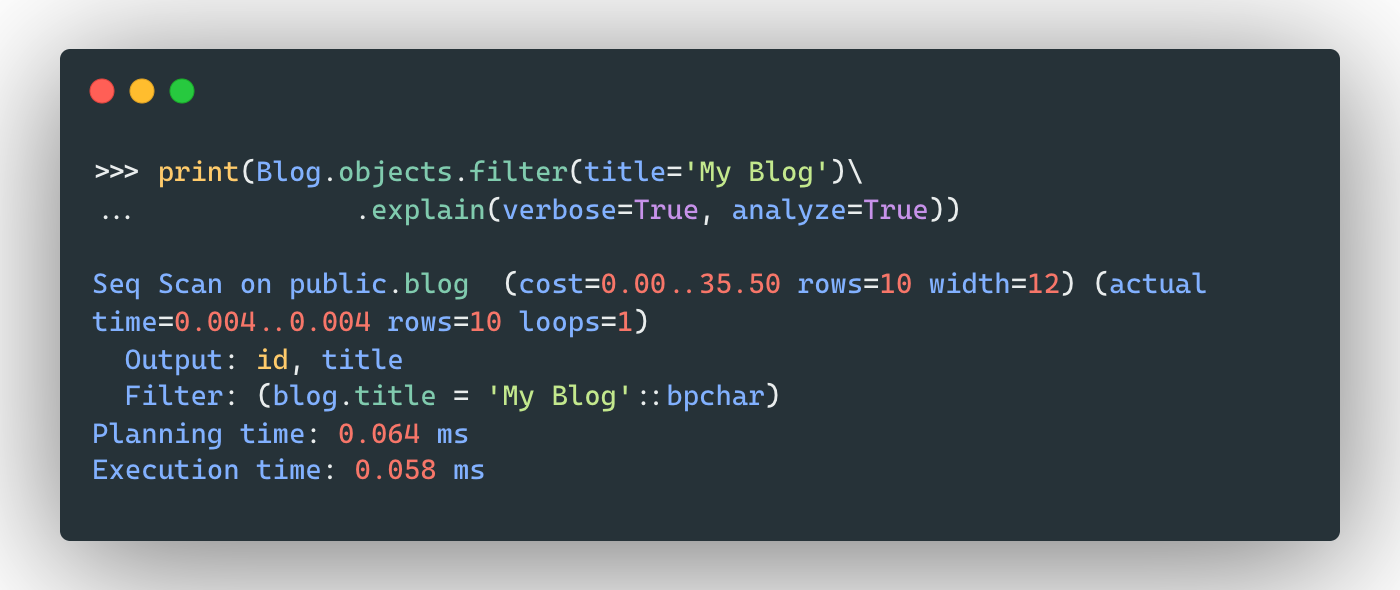 >>> print(Blog.objects.filter(title='My Blog')\
...              .explain(verbose=True, analyze=True))
Seq Scan on public.blog  (cost=0.00..35.50 rows=10 width=12) (actual
time=0.004..0.004 rows=10 loops=1)
  Output: id, title
  Filter: (blog.title = 'My Blog'::bpchar)
Planning time: 0.064 ms
Execution time: 0.058 ms